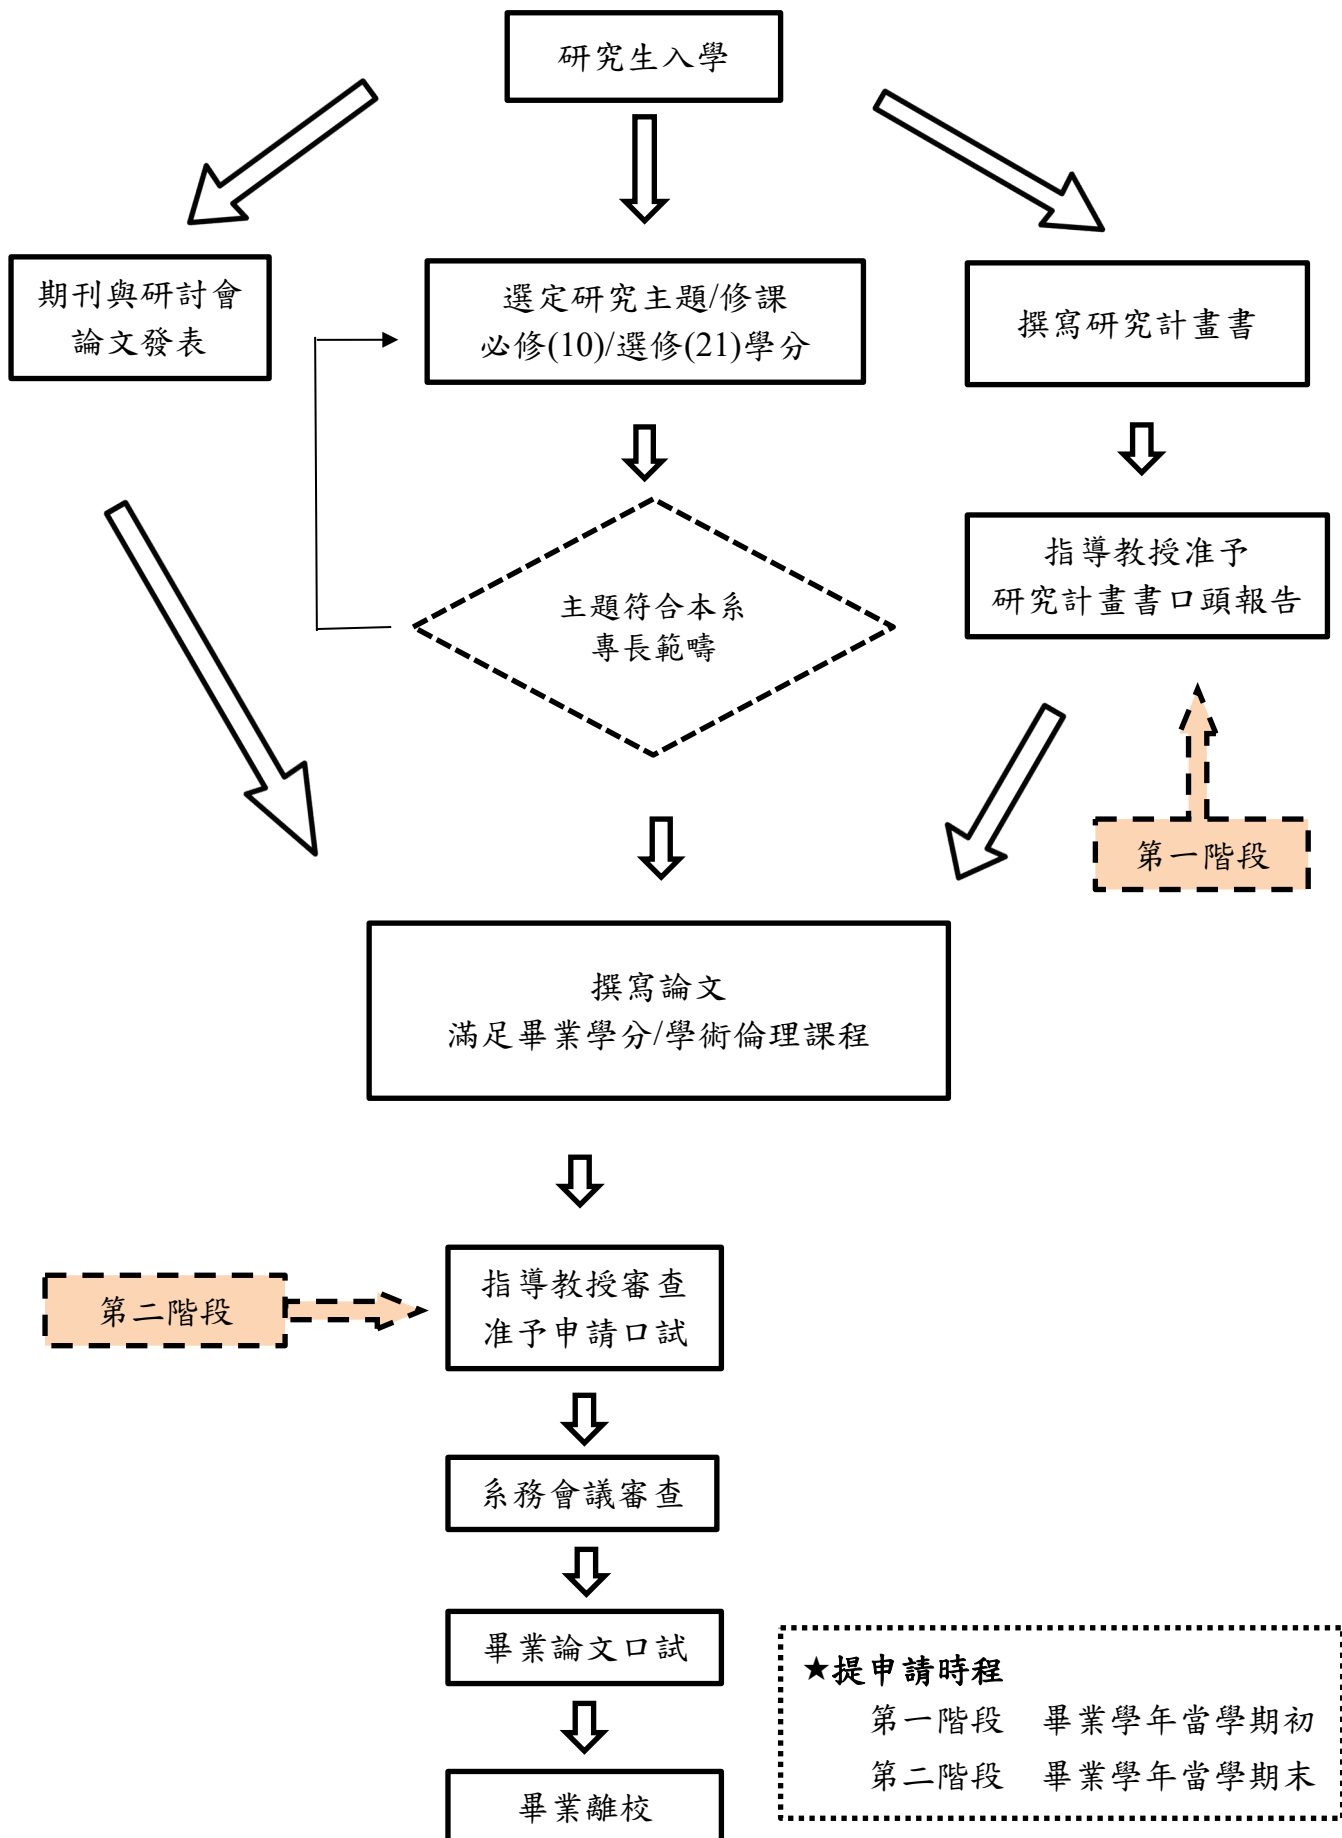 研究生入學
期刊與研討會
論文發表
選定研究主題/修課
必修(10)/選修(21)學分
撰寫研究計畫書
主題符合本系
專長範疇
指導教授准予
研究計畫書口頭報告
第一階段
撰寫論文
滿足畢業學分/學術倫理課程
第二階段
指導教授審查
准予申請口試
系務會議審查
畢業論文口試
畢業離校
★提申請時程
第一階段 畢業學年當學期初
第二階段 畢業學年當學期末